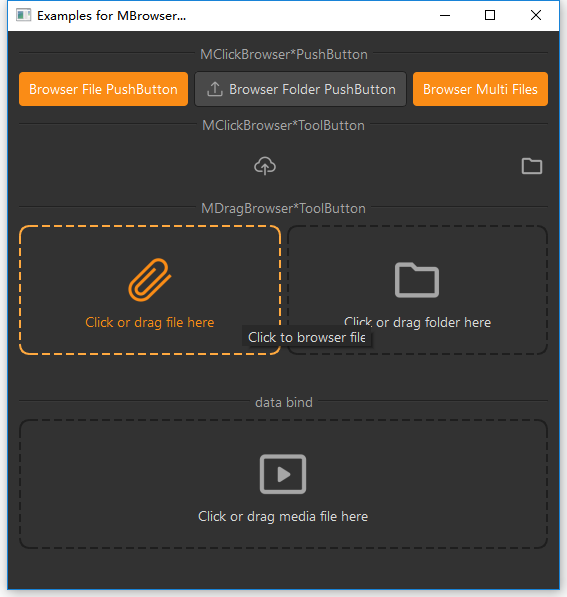 Examples for MBrowser...
MClickBrowser*PushButton
Browser File PushButton
Browser Folder PushButton
Browser Multi Files
MClickBrowser*ToolButton
MDragBrowser*ToolButton
Click or drag file here
Click or drag folder here
Click to browser file
data bind
Click or drag media file here